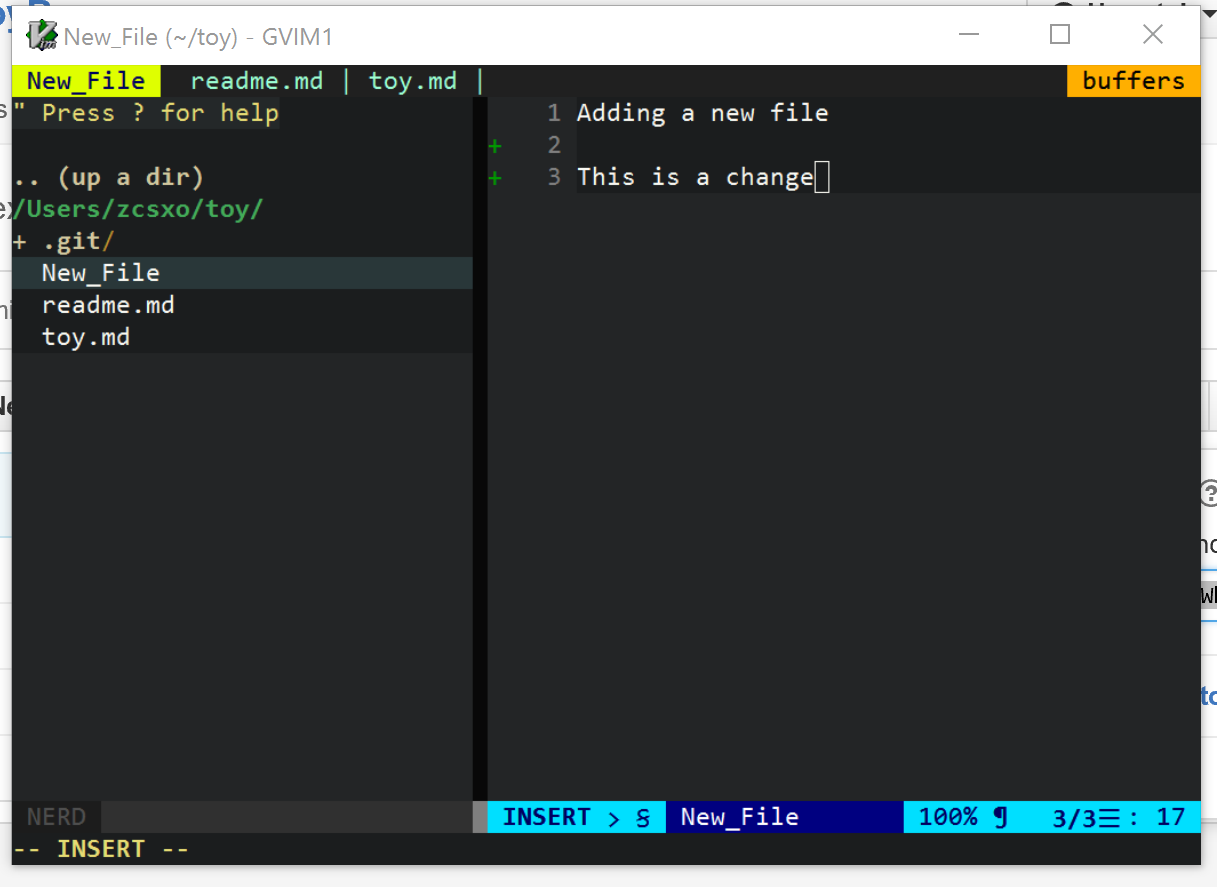 New_File (~/toy) - GVIM1
New_File readme.md | toy.md | buffers
" Press ? for help
.. (up a dir)
/Users/zcsxo/toy/
+ .git/
New_File
readme.md
toy.md
1 Adding a new file
+ 2
+ 3 This is a change
NERD
INSERT > S New_File 100% ¶ 3/3☰: 17
-- INSERT --